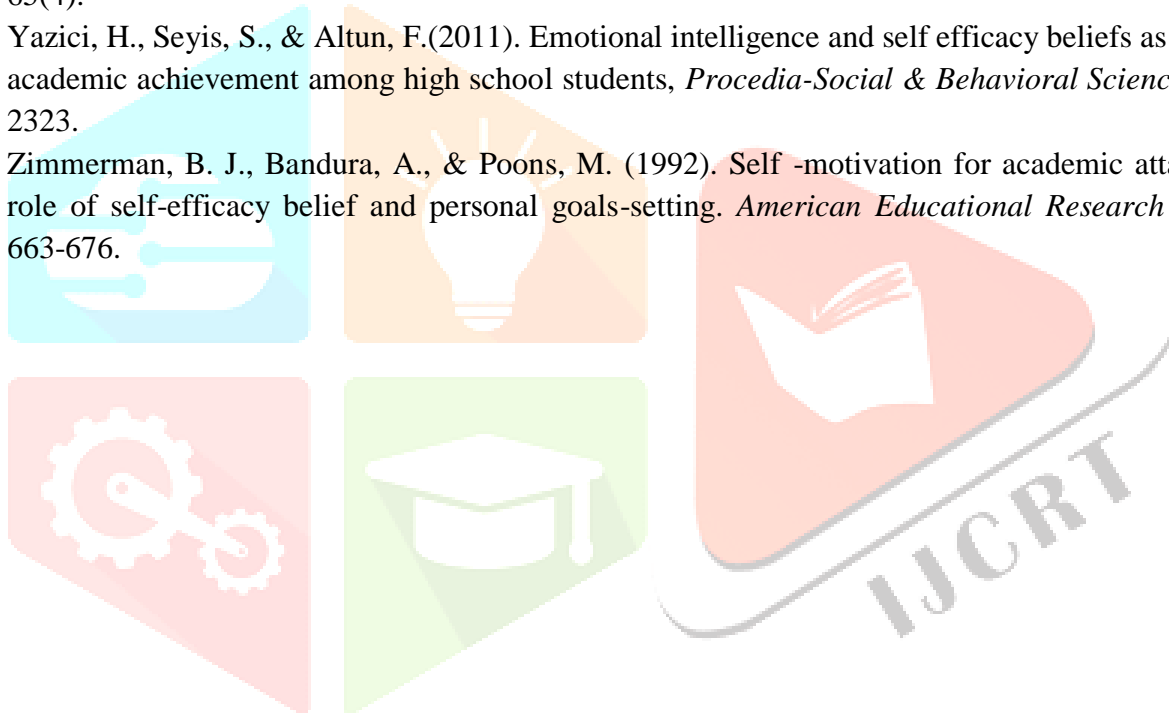 65(4).
Yazici, H., Seyis, S., & Altun, F.(2011). Emotional intelligence and self efficacy beliefs as
academic achievement among high school students, Procedia-Social & Behavioral Scienc
2323.
Zimmerman, B. J., Bandura, A., & Poons, M. (1992). Self -motivation for academic atta
role of self-efficacy belief and personal goals-setting. American Educational Research
663-676.
IJCRT